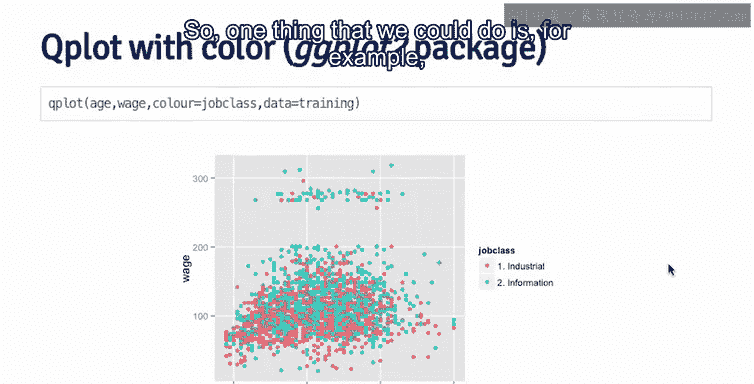 So, one thing that we could do is, for
example,
Qplot with color (ggplot2 package)
qplot(age,wage,colour=jobclass,data=training)
300
200
100
wage
jobclass
1. Industrial
2. Information